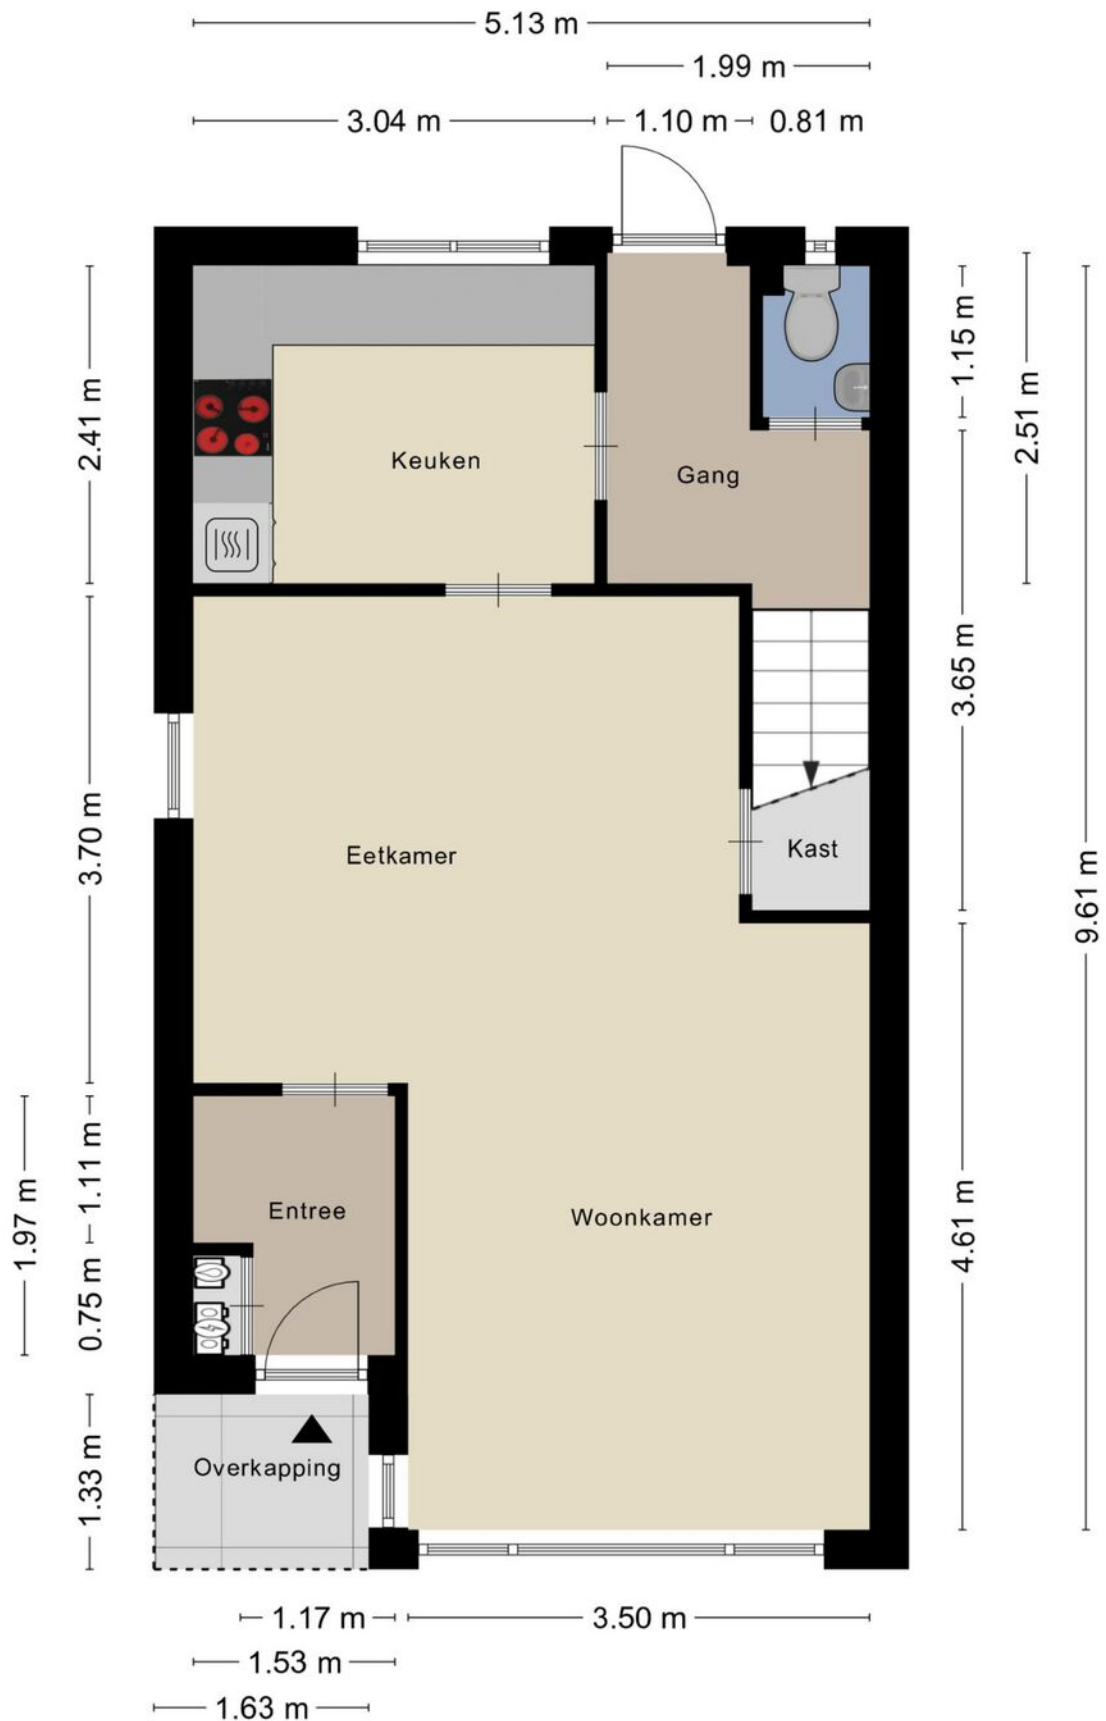 5.13 m
1.99 m
3.04 m
1.10 m
0.81 m
2.41 m
1.15 m
2.51 m
Keuken
Gang
3.65 m
3.70 m
Eetkamer
Kast
9.61 m
1.97 m
1.11 m
Entree
Woonkamer
4.61 m
0.75 m
1.33 m
Overkapping
1.17 m
3.50 m
1.53 m
1.63 m